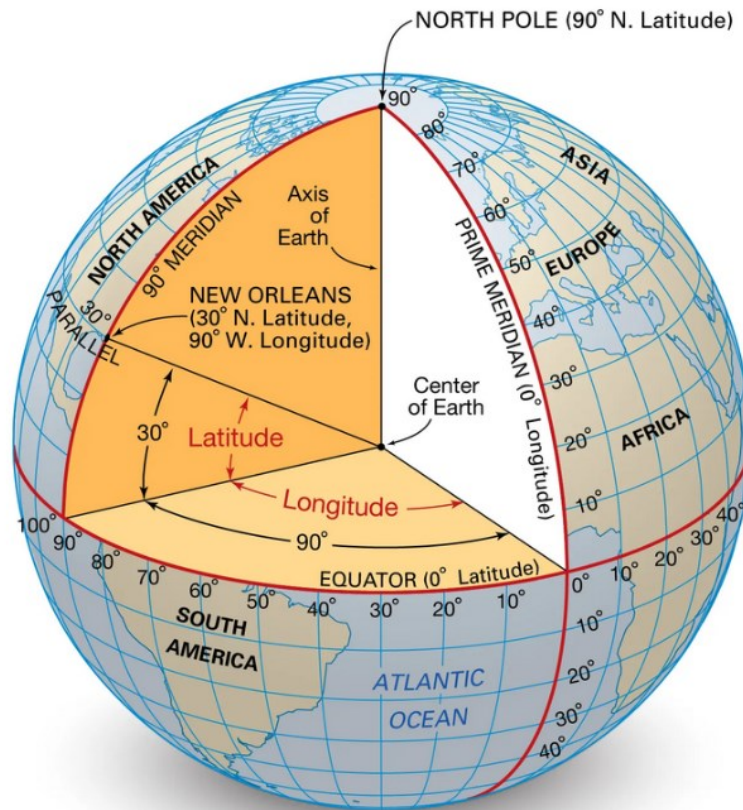 NORTH POLE (90° N. Latitude)
90°
80°
70°
60°
50°
40°
30°
20°
10°
ASIA
EUROPE
AFRICA
PRIME MERIDIAN (0° Longitude)
NORTH AMERICA
90° MERIDIAN
Axis
of
Earth
30°
PARALLEL
NEW ORLEANS
(30° N. Latitude,
90° W. Longitude)
Center
of Earth
30°
Latitude
Longitude
90°
EQUATOR (0° Latitude)
100°
90°
80°
70°
60°
50°
40°
30°
20°
10°
0°
10°
20°
30°
40°
10°
20°
30°
40°
SOUTH
AMERICA
ATLANTIC
OCEAN